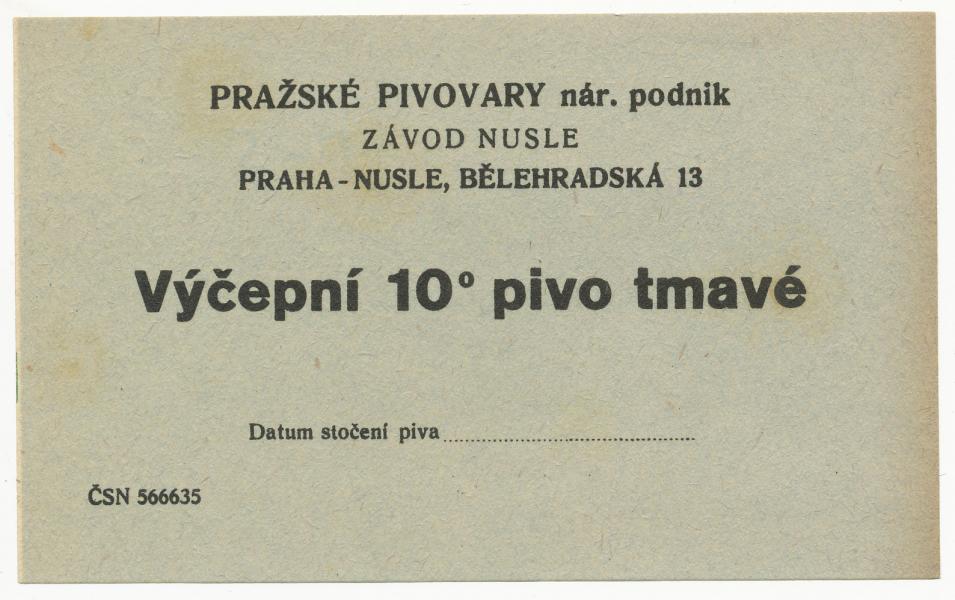 PRAŽSKÉ PIVOVARY nár. podnik
ZÁVOD NUSLE
PRAHA - NUSLE, BĚLEHRADSKÁ 13
Výčepní 10° pivo tmavé
Datum stočení piva
ČSN 566635